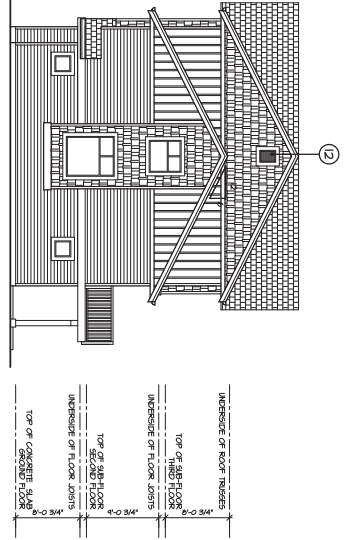 12
UNDERSIDE OF ROOF TRUSSES
8'-0 3/4"
TOP OF SUB-FLOOR
THIRD FLOOR
UNDERSIDE OF FLOOR JOISTS
9'-0 3/4"
TOP OF SUB-FLOOR
SECOND FLOOR
UNDERSIDE OF FLOOR JOISTS
8'-0 3/4"
TOP OF CONCRETE SLAB
GROUND FLOOR